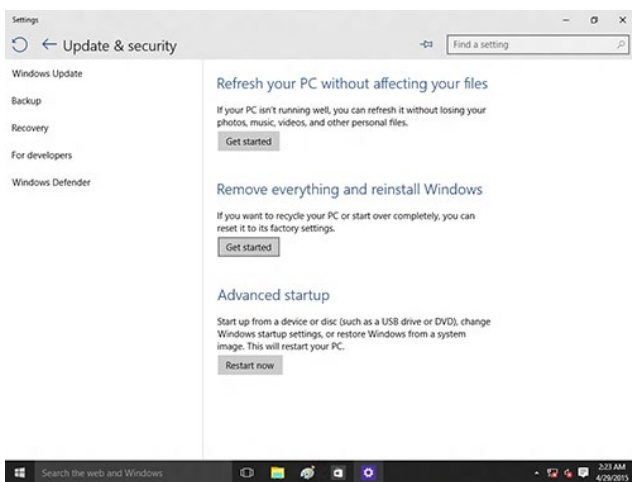 Settings
Update & security
Find a setting
Windows Update
Backup
Recovery
For developers
Windows Defender
Refresh your PC without affecting your files
If your PC isn't running well, you can refresh it without losing your
photos, music, videos, and other personal files.
Get started
Remove everything and reinstall Windows
If you want to recycle your PC or start over completely, you can
reset it to its factory settings.
Get started
Advanced startup
Start up from a device or disc (such as a USB drive or DVD), change
Windows startup settings, or restore Windows from a system
image. This will restart your PC.
Restart now
Search the web and Windows
2:23 AM
4/29/2015